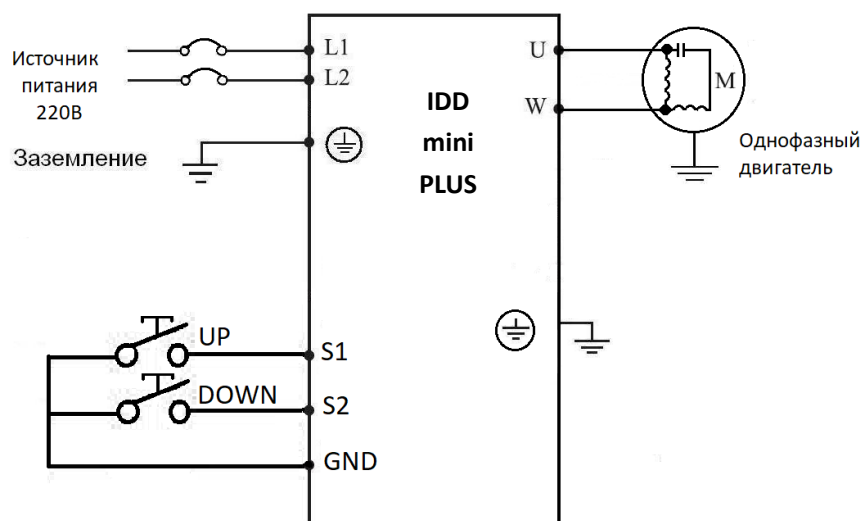 Источник
питания
220В
L1
L2
Заземление
IDD
mini
PLUS
U
W
M
Однофазный
двигатель
UP
S1
DOWN
S2
GND